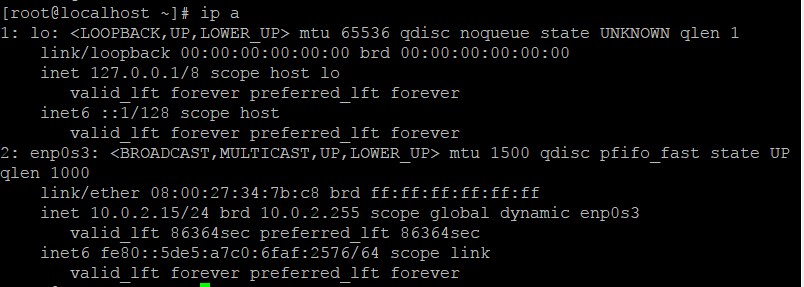 [root@localhost ~]# ip a
1: lo: <LOOPBACK,UP,LOWER_UP> mtu 65536 qdisc noqueue state UNKNOWN qlen 1
    link/loopback 00:00:00:00:00:00 brd 00:00:00:00:00:00
    inet 127.0.0.1/8 scope host lo
       valid_lft forever preferred_lft forever
    inet6 ::1/128 scope host
       valid_lft forever preferred_lft forever
2: enp0s3: <BROADCAST,MULTICAST,UP,LOWER_UP> mtu 1500 qdisc pfifo_fast state UP
qlen 1000
    link/ether 08:00:27:34:7b:c8 brd ff:ff:ff:ff:ff:ff
    inet 10.0.2.15/24 brd 10.0.2.255 scope global dynamic enp0s3
       valid_lft 86364sec preferred_lft 86364sec
    inet6 fe80::5de5:a7c0:6faf:2576/64 scope link
       valid_lft forever preferred_lft forever